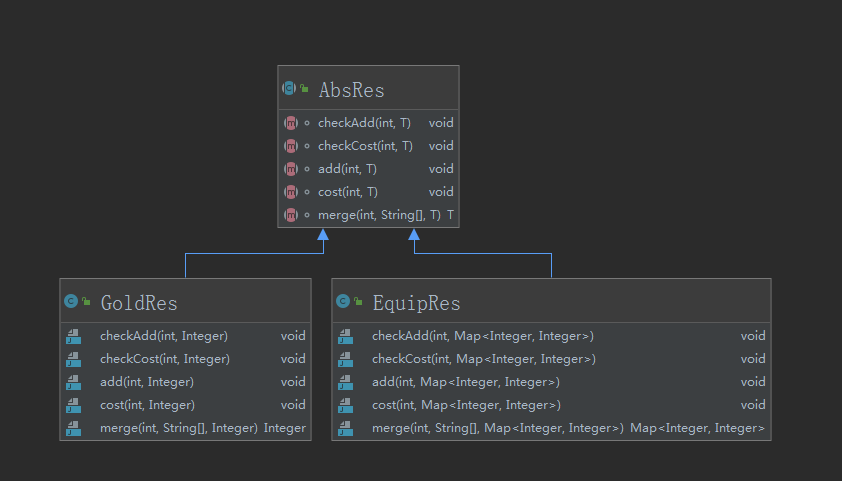 AbsRes
checkAdd(int, T) void
checkCost(int, T) void
add(int, T) void
cost(int, T) void
merge(int, String[], T) T
GoldRes
checkAdd(int, Integer) void
checkCost(int, Integer) void
add(int, Integer) void
cost(int, Integer) void
merge(int, String[], Integer) Integer
EquipRes
checkAdd(int, Map<Integer, Integer>) void
checkCost(int, Map<Integer, Integer>) void
add(int, Map<Integer, Integer>) void
cost(int, Map<Integer, Integer>) void
merge(int, String[], Map<Integer, Integer>) Map<Integer, Integer>